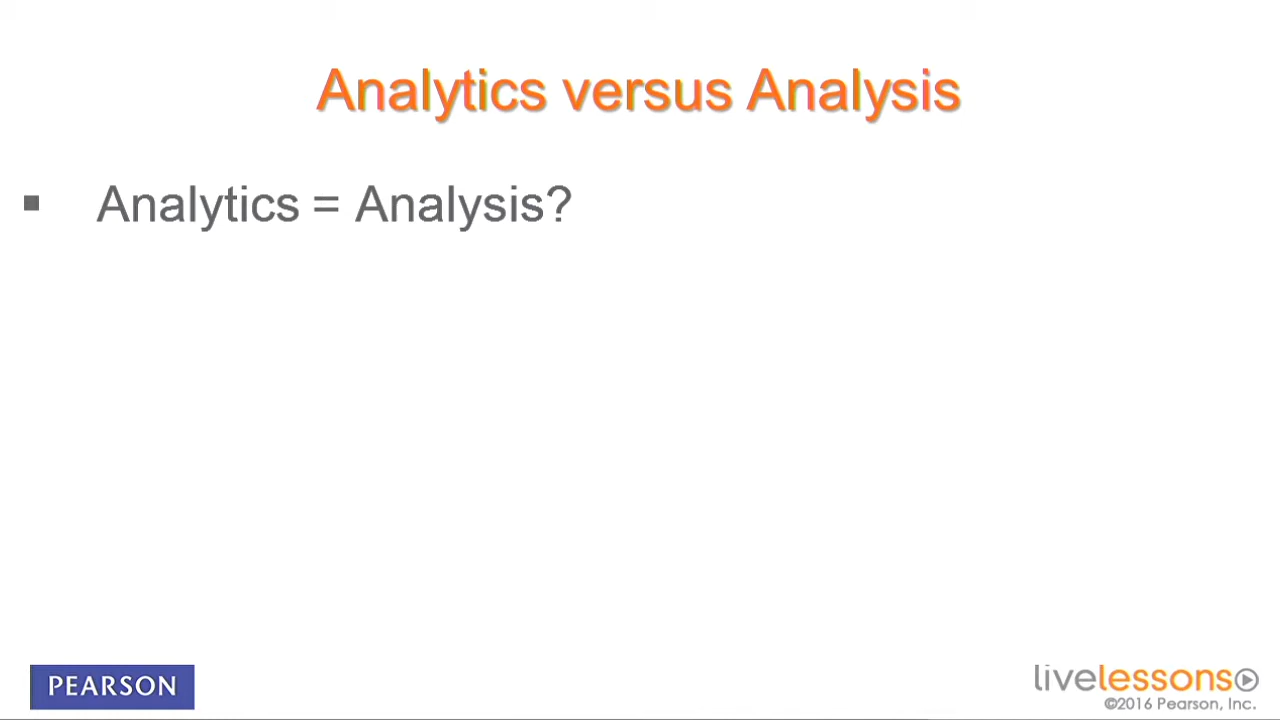 Analytics versus Analysis
▪ Analytics = Analysis?
PEARSON
livelessons
©2016 Pearson, Inc.